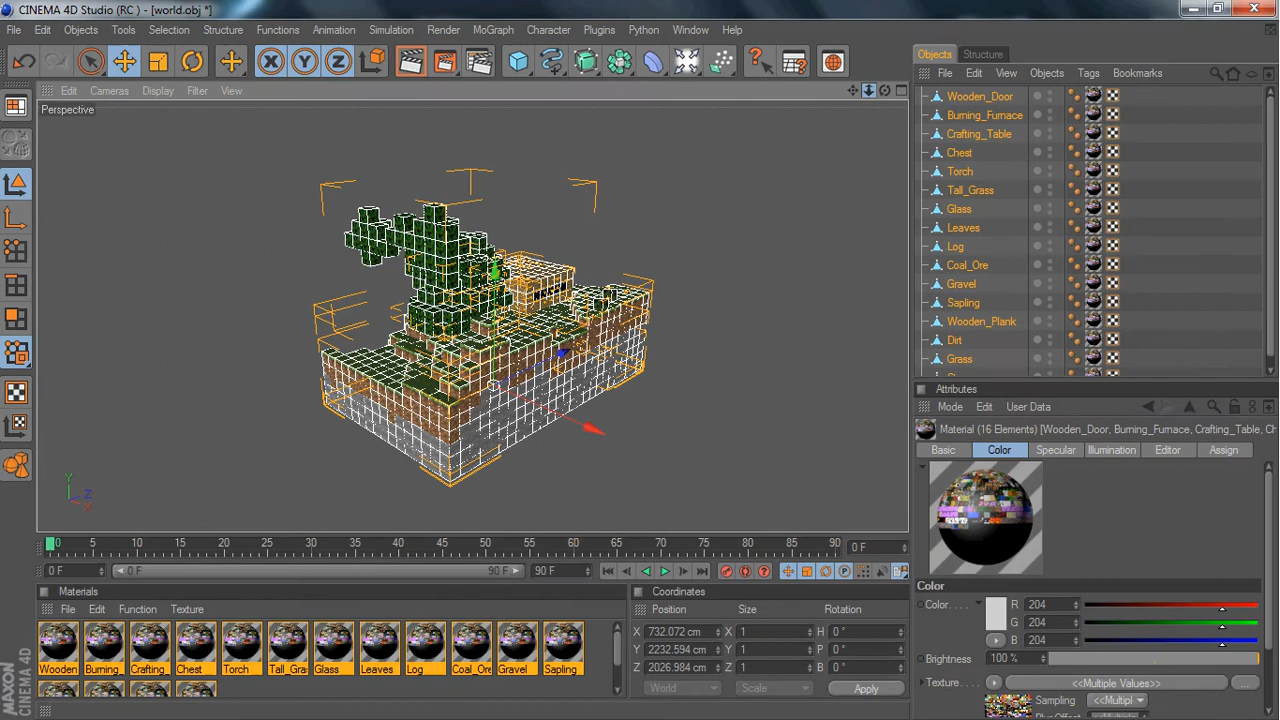 CINEMA 4D Studio (RC ) - [world.obj *]
File Edit Objects Tools Selection Structure Functions Animation Simulation Render MoGraph Character Plugins Python Window Help
Edit Cameras Display Filter View
Perspective
Objects Structure
File Edit View Objects Tags Bookmarks
Wooden_Door
Burning_Furnace
Crafting_Table
Chest
Torch
Tall_Grass
Glass
Leaves
Log
Coal_Ore
Gravel
Sapling
Wooden_Plank
Dirt
Grass
Attributes
Mode Edit User Data
Material (16 Elements) [Wooden_Door, Burning_Furnace, Crafting_Table, Ch
Basic Color Specular Illumination Editor Assign
Color
Color. . . . R 204
G 204
B 204
Brightness 100 %
Texture. . . . . <<Multiple Values>> ...
Sampling <<Multipl
X Y Z
Y
Z
X
0 5 10 15 20 25 30 35 40 45 50 55 60 65 70 75 80 85 90 0 F
0 F 0 F 90 F 90 F
Materials
File Edit Function Texture
Wooden Burning_ Crafting_ Chest Torch Tall_Gra Glass Leaves Log Coal_Ore Gravel Sapling
Coordinates
Position Size Rotation
X 732.072 cm X 1 H 0 °
Y 2232.594 cm Y 1 P 0 °
Z 2026.984 cm Z 1 B 0 °
World Scale Apply
MAXON
CINEMA 4D